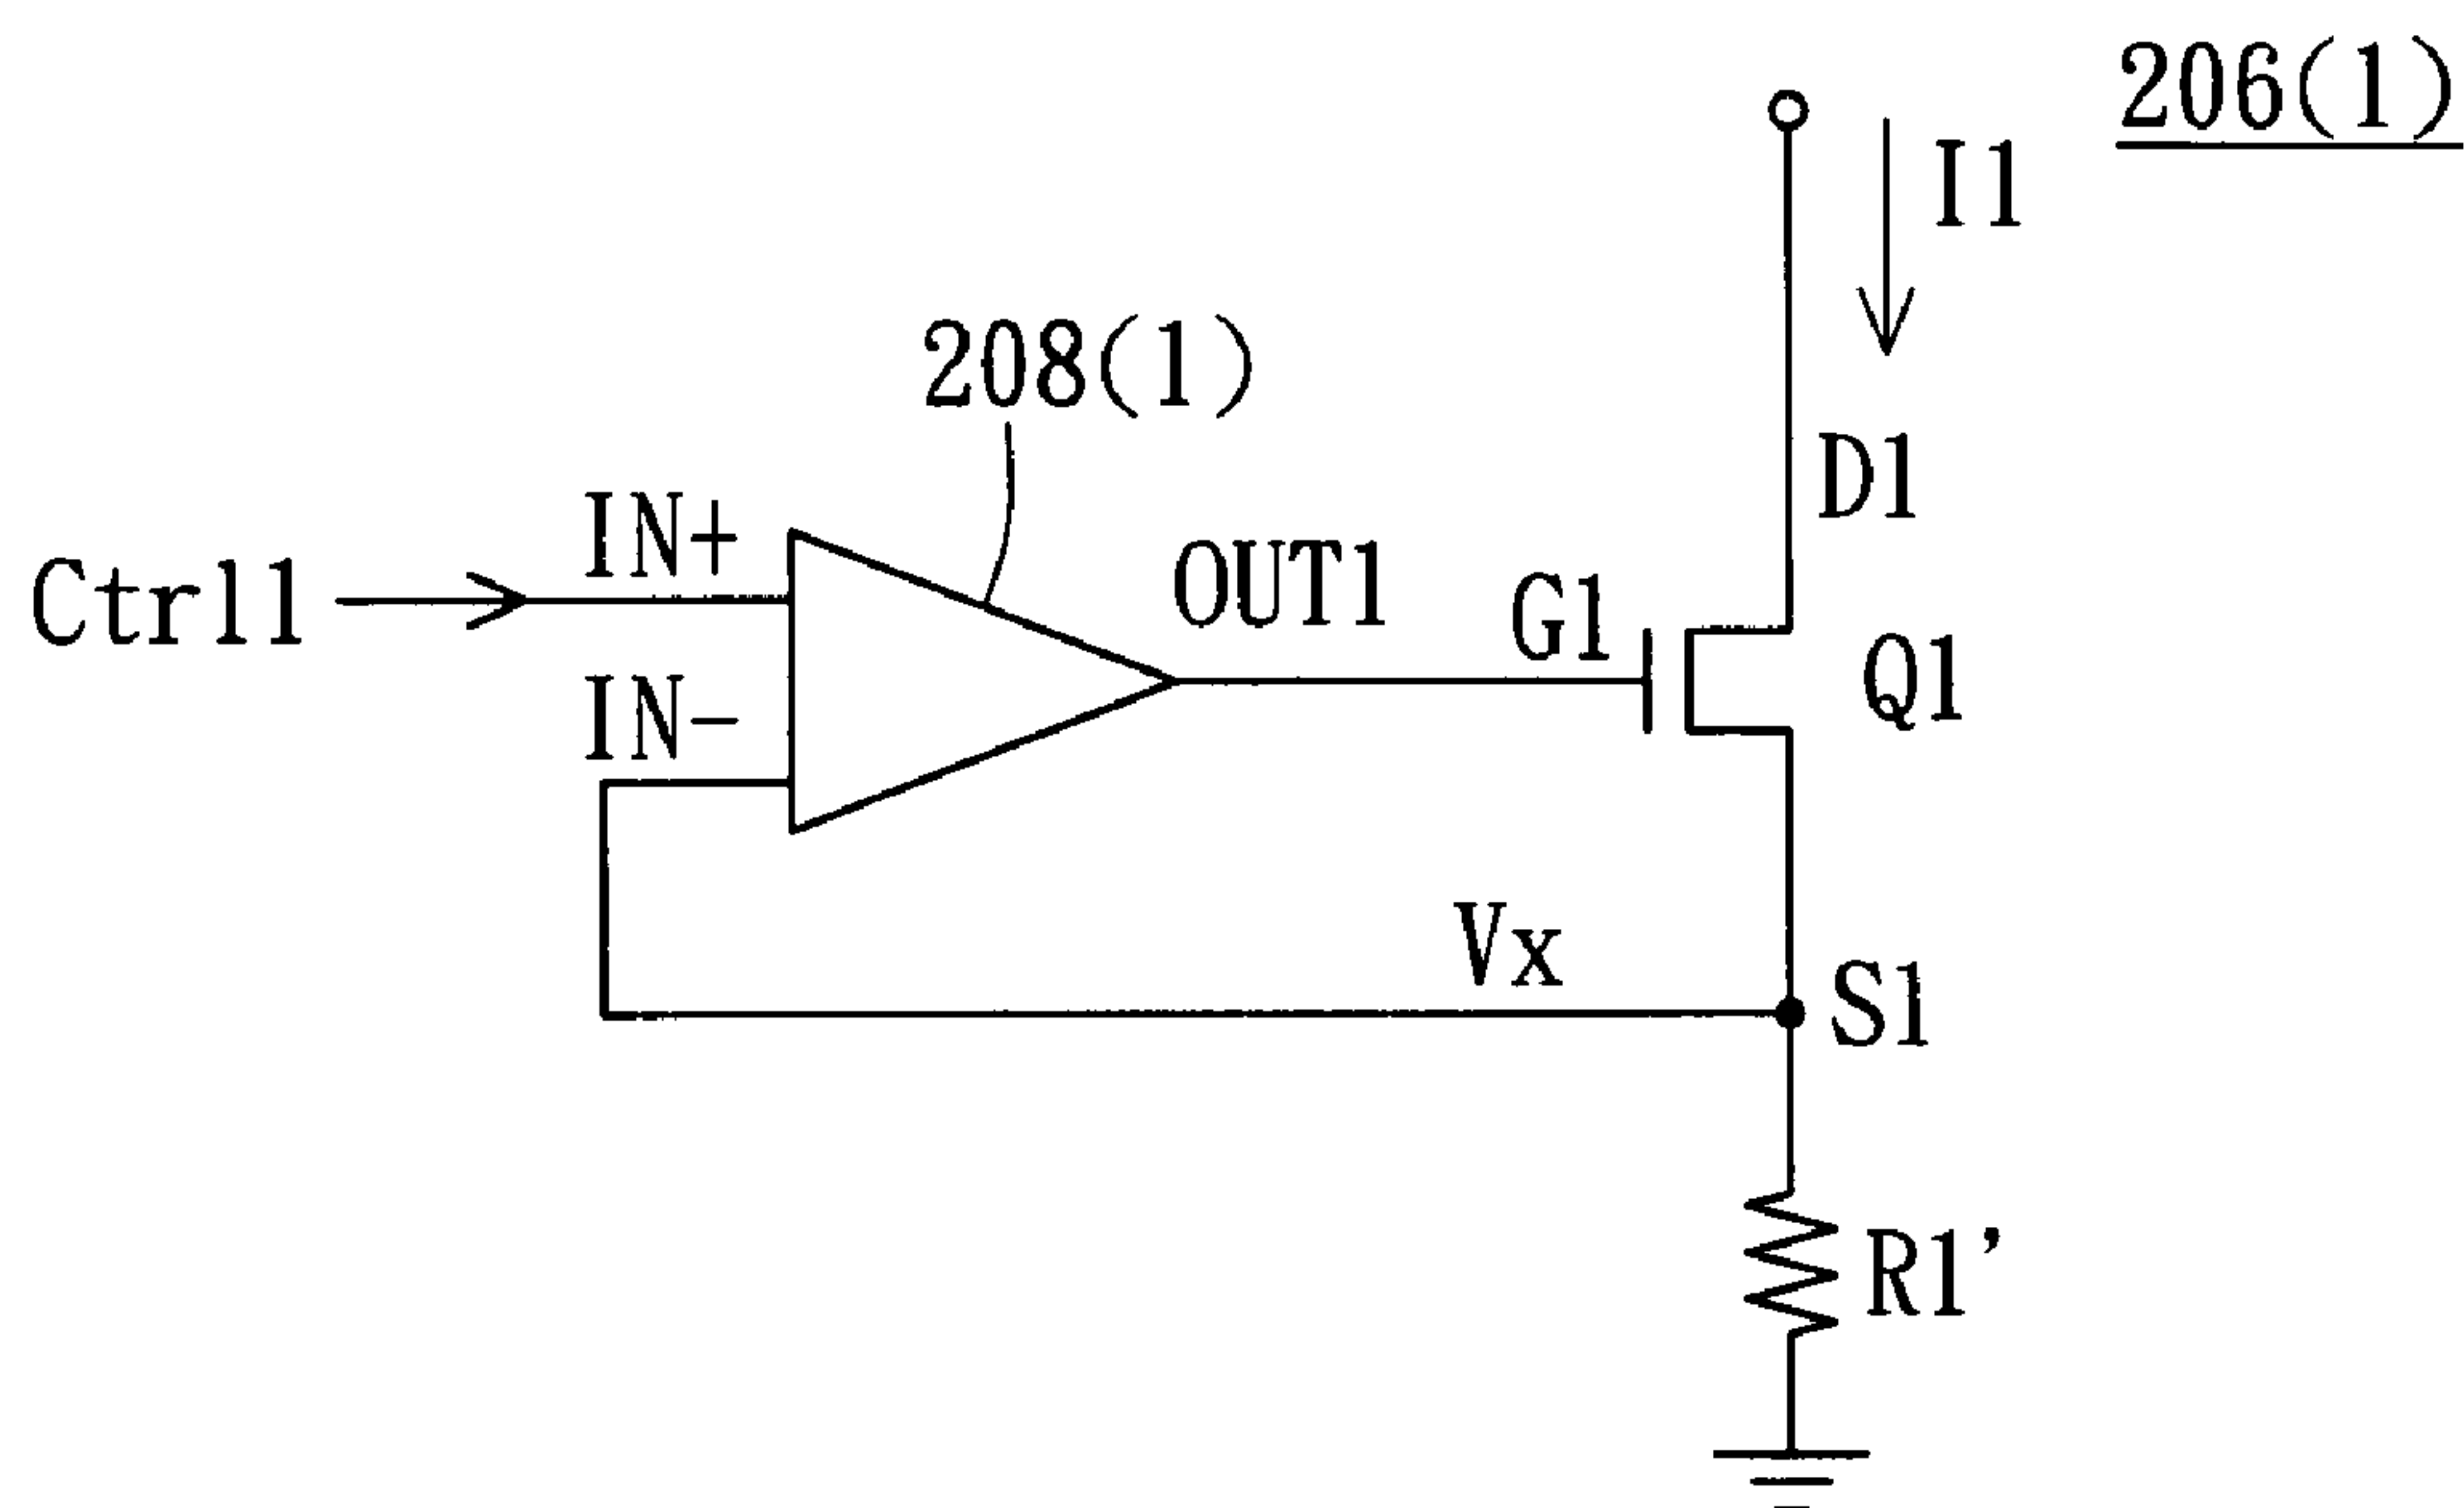 206(1)
I1
208(1)
D1
IN+
OUT1
G1
Ctrl1
Q1
IN-
Vx
S1
R1'